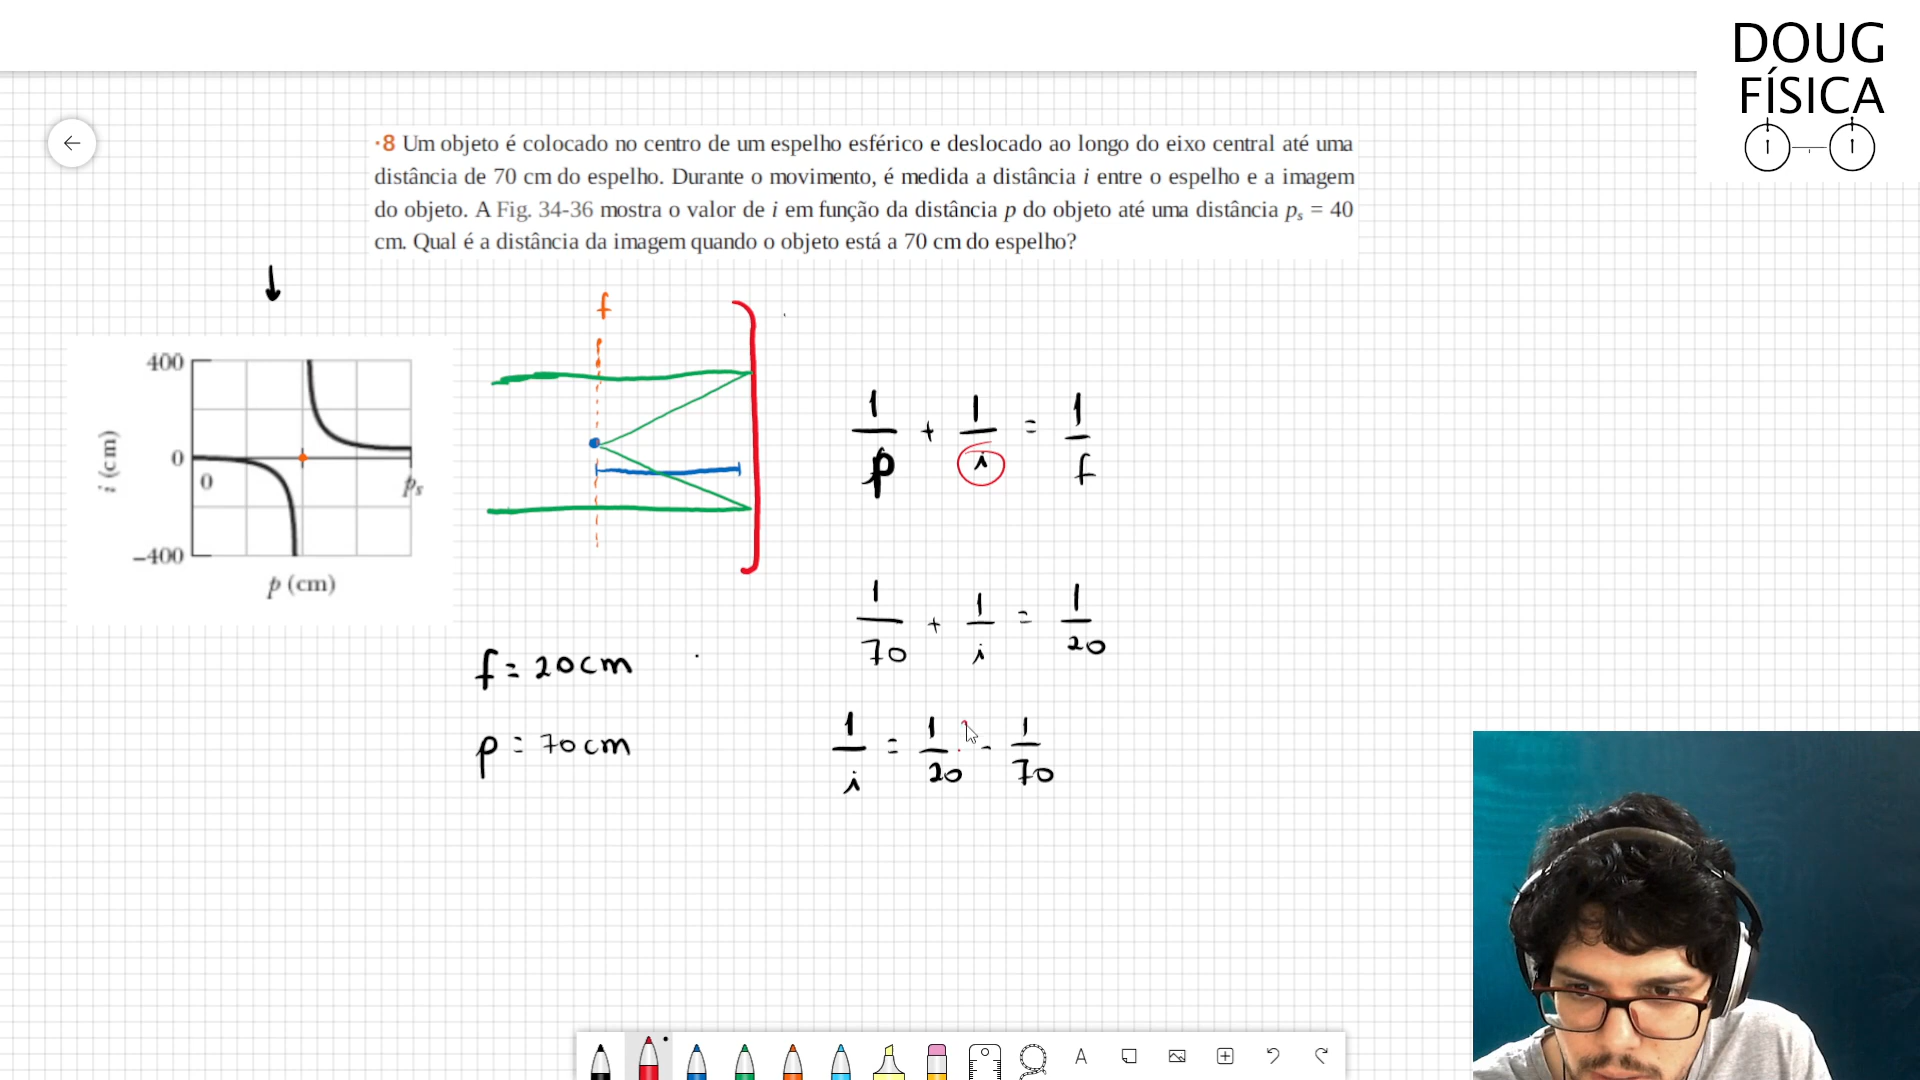 DOUG
FÍSICA
·8 Um objeto é colocado no centro de um espelho esférico e deslocado ao longo do eixo central até uma
distância de 70 cm do espelho. Durante o movimento, é medida a distância i entre o espelho e a imagem
do objeto. A Fig. 34-36 mostra o valor de i em função da distância p do objeto até uma distância pₛ = 40
cm. Qual é a distância da imagem quando o objeto está a 70 cm do espelho?
f
400
0
-400
i (cm)
0
pₛ
p (cm)
1/p + 1/i = 1/f
1/70 + 1/i = 1/20
f = 20cm
p = 70cm
1/i = 1/20 - 1/70
A